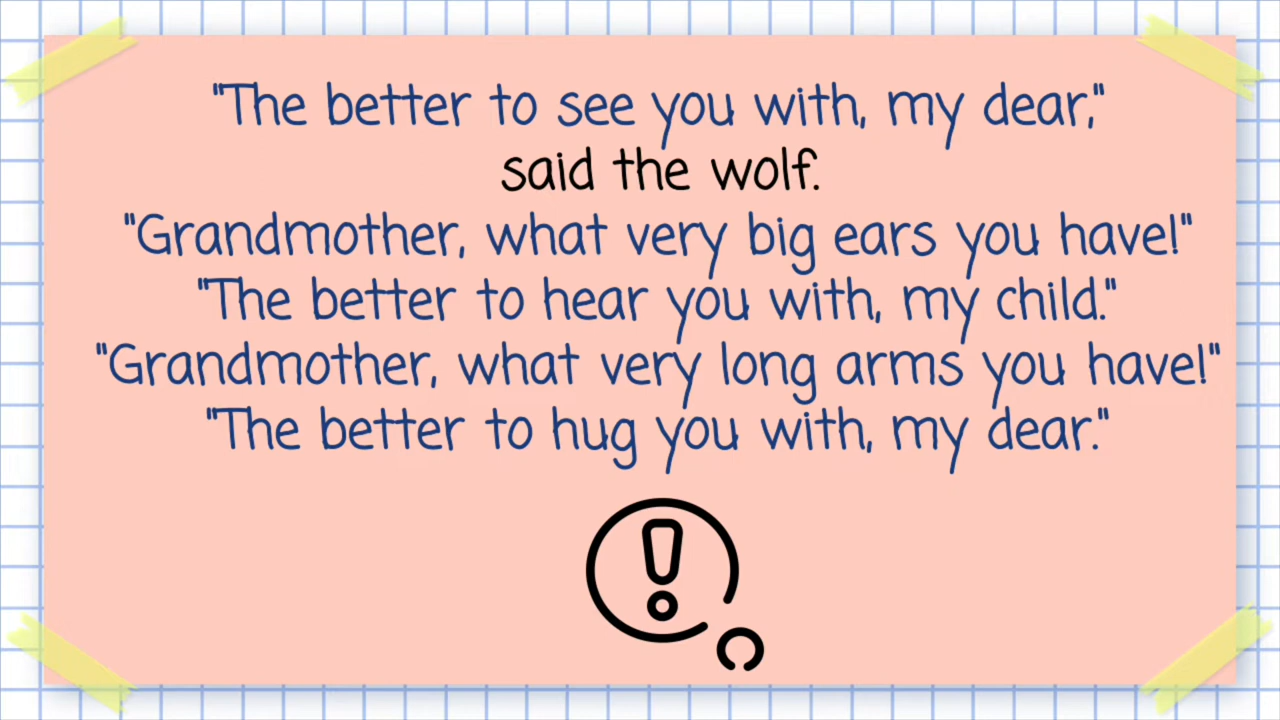 "The better to see you with, my dear,"
said the wolf.
"Grandmother, what very big ears you have!"
"The better to hear you with, my child."
"Grandmother, what very long arms you have!"
"The better to hug you with, my dear."